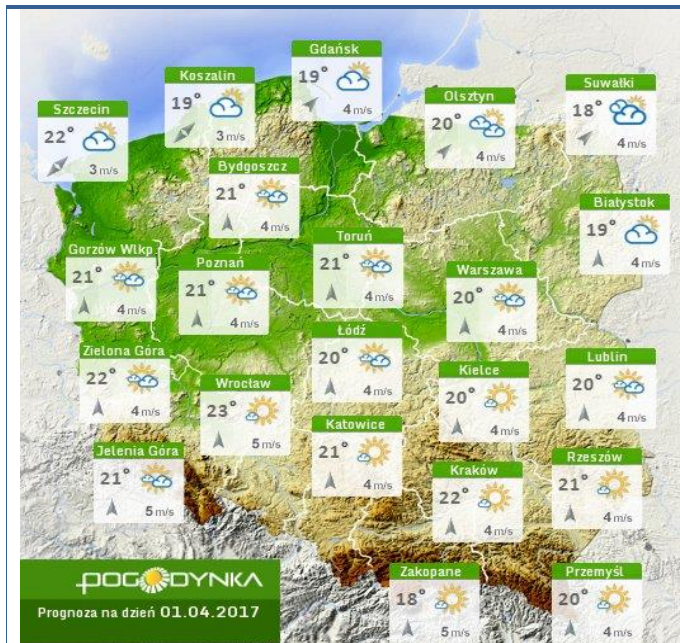 Gdańsk
19°
4 m/s
Koszalin
19°
3 m/s
Suwałki
18°
4 m/s
Olsztyn
20°
4 m/s
Szczecin
22°
3 m/s
Bydgoszcz
21°
4 m/s
Białystok
19°
4 m/s
Toruń
21°
4 m/s
Gorzów Wlkp
21°
4 m/s
Poznań
21°
4 m/s
Warszawa
20°
4 m/s
Łódź
20°
4 m/s
Zielona Góra
22°
4 m/s
Lublin
20°
4 m/s
Kielce
20°
4 m/s
Wrocław
23°
5 m/s
Katowice
21°
4 m/s
Jelenia Góra
21°
5 m/s
Rzeszów
21°
4 m/s
Kraków
22°
4 m/s
Zakopane
18°
5 m/s
Przemyśl
20°
4 m/s
POGODYNKA
Prognoza na dzień 01.04.2017